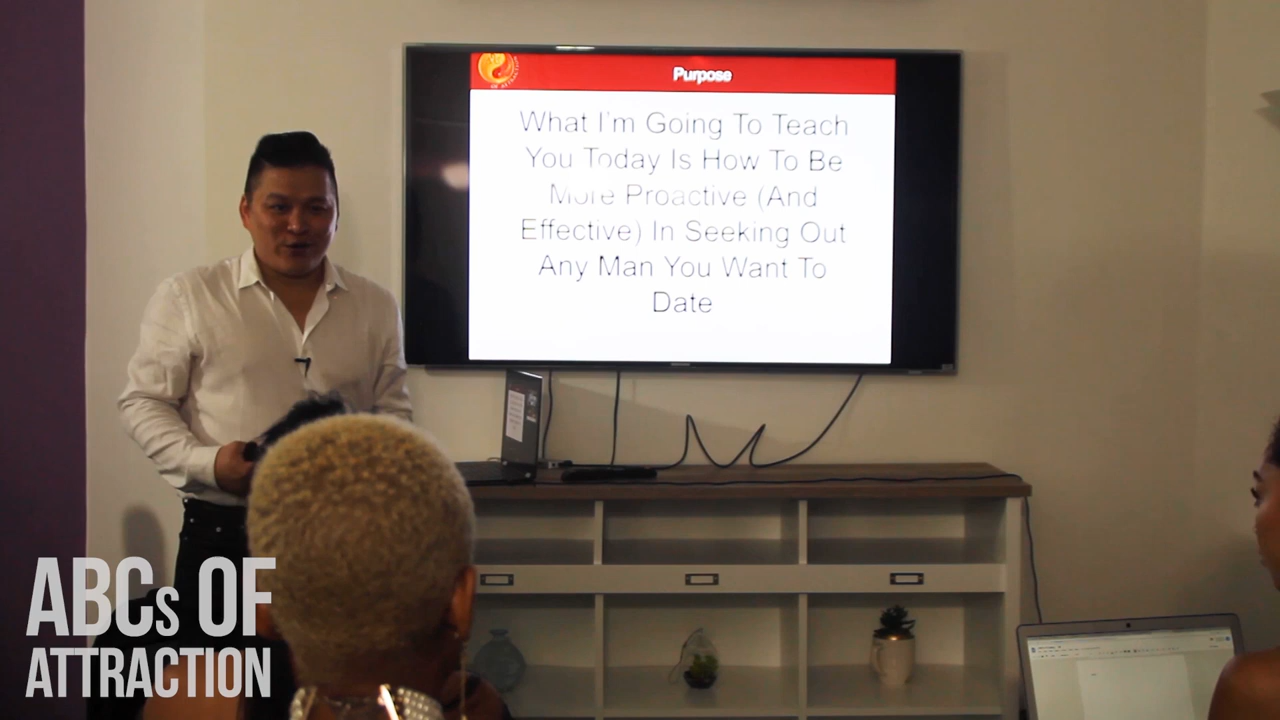 Purpose
What I'm Going To Teach
You Today Is How To Be
More Proactive (And
Effective) In Seeking Out
Any Man You Want To
Date
ABCs OF
ATTRACTION